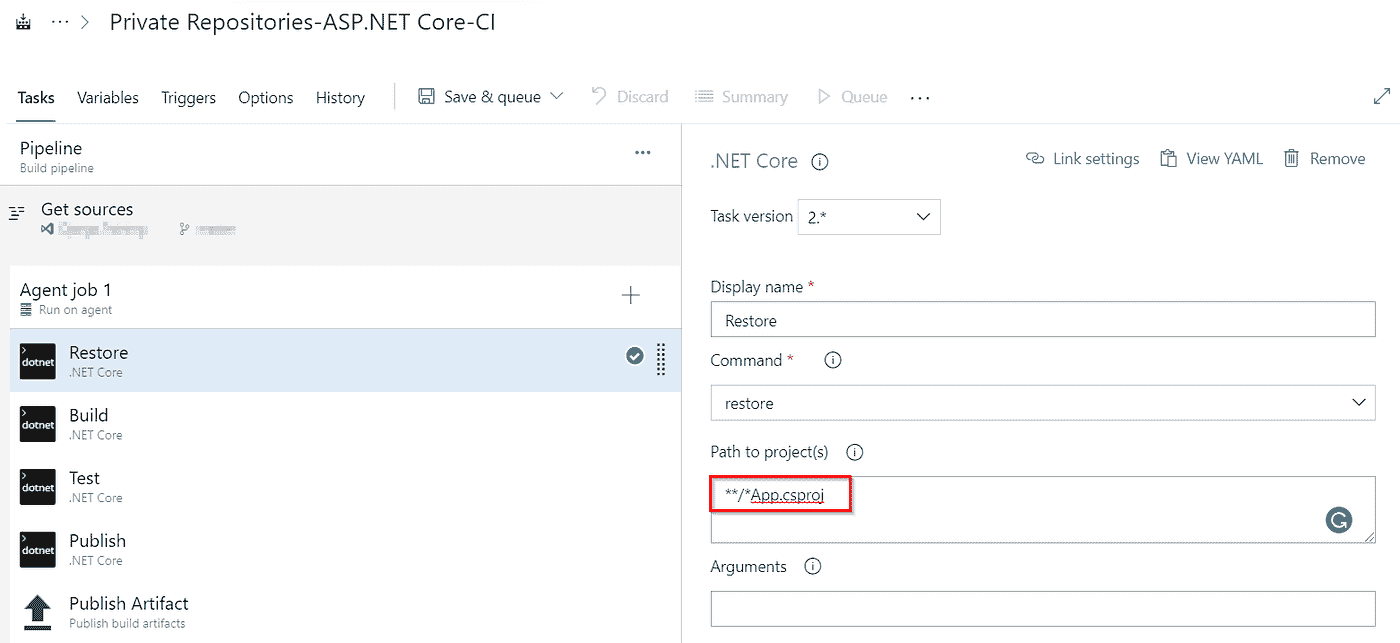 ... > Private Repositories-ASP.NET Core-CI
Tasks Variables Triggers Options History Save & queue Discard Summary Queue ...
Pipeline
Build pipeline
Get sources
Agent job 1
Run on agent
dotnet Restore
.NET Core
dotnet Build
.NET Core
dotnet Test
.NET Core
dotnet Publish
.NET Core
Publish Artifact
Publish build artifacts
.NET Core
Link settings View YAML Remove
Task version 2.*
Display name *
Restore
Command *
restore
Path to project(s)
**/*App.csproj
Arguments